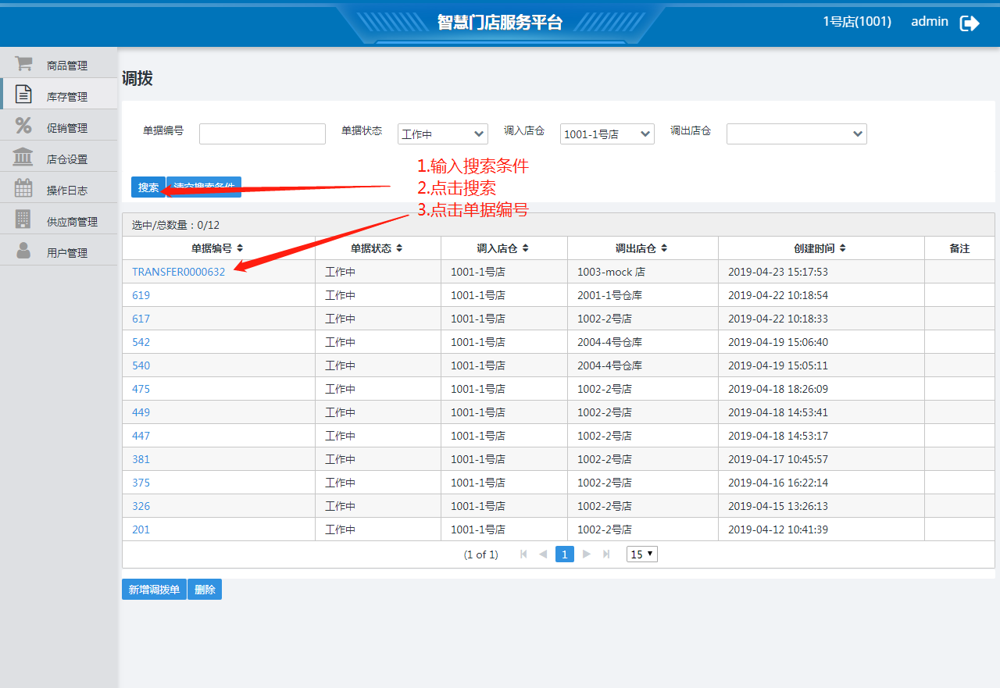 智慧门店服务平台
1号店(1001) admin
商品管理
库存管理
促销管理
店仓设置
操作日志
供应商管理
用户管理
调拨
单据编号 单据状态 工作中 调入店仓 1001-1号店 调出店仓
1.输入搜索条件
2.点击搜索
3.点击单据编号
搜索 清空搜索条件
选中/总数量：0/12
单据编号 单据状态 调入店仓 调出店仓 创建时间 备注
TRANSFER0000632 工作中 1001-1号店 1003-mock 店 2019-04-23 15:17:53
619 工作中 1001-1号店 2001-1号仓库 2019-04-22 10:18:54
617 工作中 1001-1号店 1002-2号店 2019-04-22 10:18:33
542 工作中 1001-1号店 2004-4号仓库 2019-04-19 15:06:40
540 工作中 1001-1号店 2004-4号仓库 2019-04-19 15:05:11
475 工作中 1001-1号店 1002-2号店 2019-04-18 18:26:09
449 工作中 1001-1号店 1002-2号店 2019-04-18 14:53:41
447 工作中 1001-1号店 1002-2号店 2019-04-18 14:53:17
381 工作中 1001-1号店 1002-2号店 2019-04-17 10:45:57
375 工作中 1001-1号店 1002-2号店 2019-04-16 16:22:14
326 工作中 1001-1号店 1002-2号店 2019-04-15 13:26:13
201 工作中 1001-1号店 1002-2号店 2019-04-12 10:41:39
(1 of 1) 1 15
新增调拨单 删除